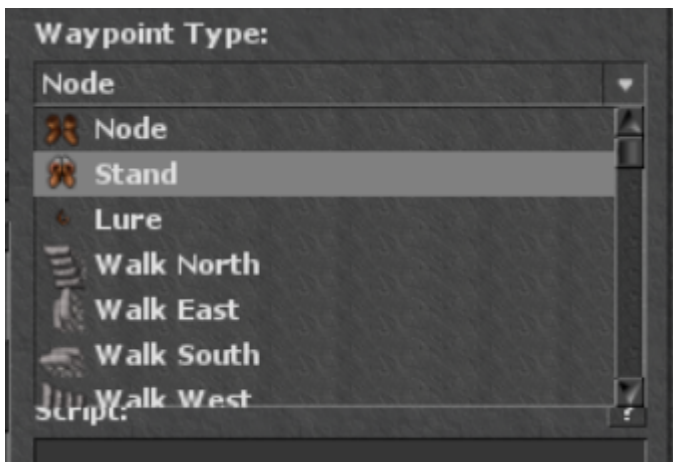 Waypoint Type:
Node
Node
Stand
Lure
Walk North
Walk East
Walk South
Walk West
Script:
?